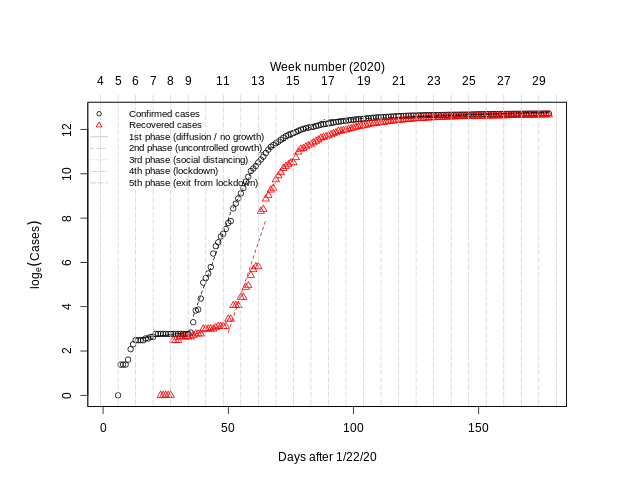 Week number (2020)
4 5 6 7 8 9 11 13 15 17 19 21 23 25 27 29
Confirmed cases
Recovered cases
1st phase (diffusion / no growth)
2nd phase (uncontrolled growth)
3rd phase (social distancing)
4th phase (lockdown)
5th phase (exit from lockdown)
12
10
8
6
4
2
0
logₑ(Cases)
0 50 100 150
Days after 1/22/20